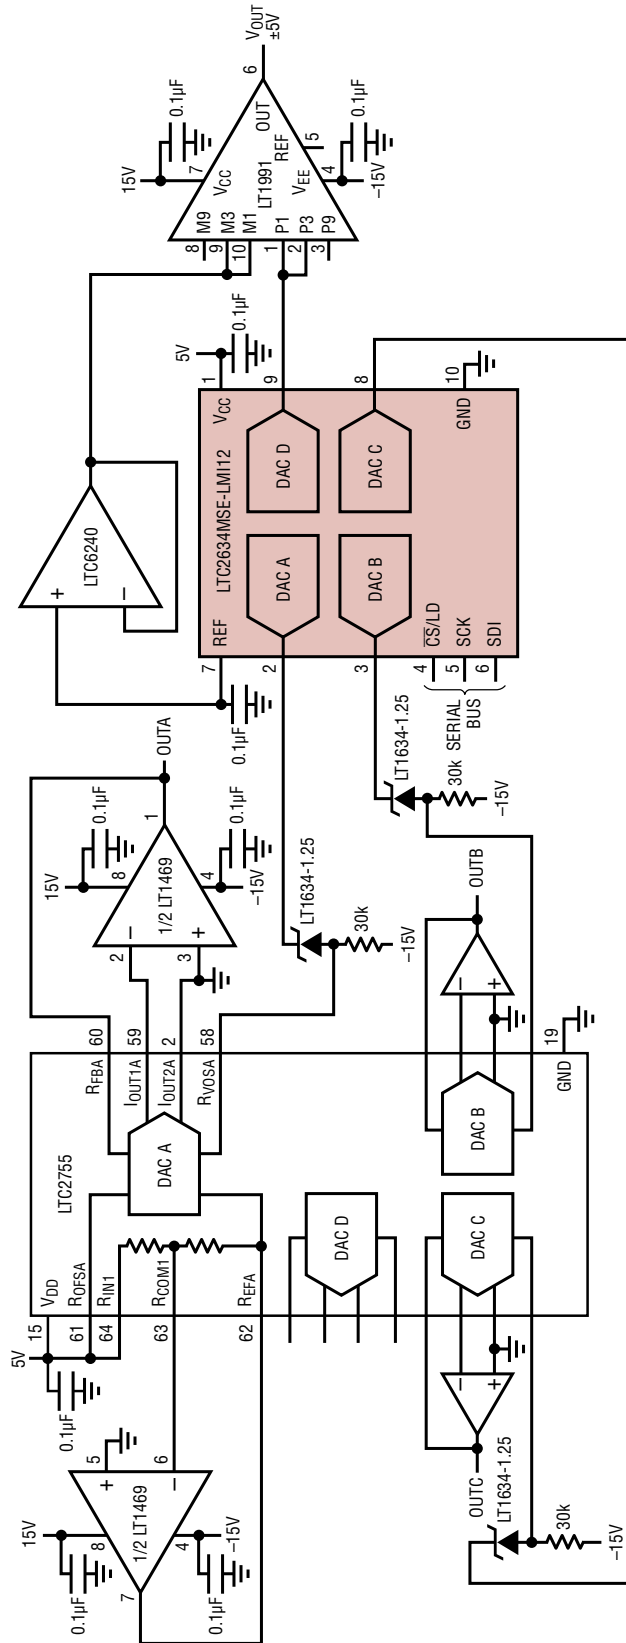 5V
0.1µF
15V
0.1µF
8
7
1/2 LT1469
+
–
5
6
4
–15V
0.1µF
LTC2755
15
V_DD
61
R_OFSA
64
R_IN1
63
R_COM1
62
R_EFA
DAC A
R_FBA
60
I_OUT1A
59
I_OUT2A
2
R_VOSA
58
DAC D
DAC C
DAC B
GND
19
–
+
OUTC
LT1634-1.25
30k
–15V
–
+
OUTB
15V
0.1µF
8
2
–
3
+
1/2 LT1469
1
OUTA
4
–15V
0.1µF
LT1634-1.25
30k
–15V
LT1634-1.25
30k
–15V
+
–
LTC6240
0.1µF
LTC2634MSE-LMI12
7
REF
2
DAC A
3
DAC B
4
CS/LD
5
SCK
6
SDI
SERIAL
BUS
5V
0.1µF
1
V_CC
9
DAC D
8
DAC C
10
GND
15V
0.1µF
7
V_CC
8
M9
9
M3
10
M1
1
P1
2
P3
3
P9
LT1991
OUT
REF
5
V_EE
4
–15V
0.1µF
6
V_OUT
±5V